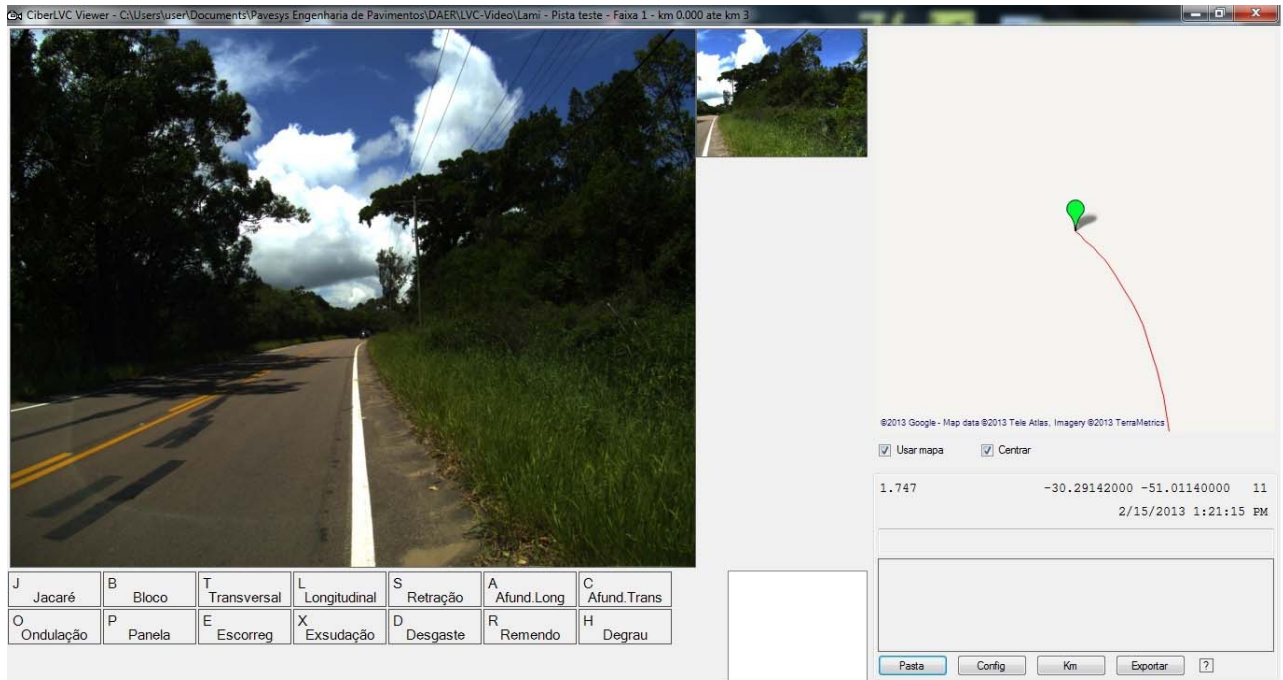 CiberLVC Viewer - C:\Users\user\Documents\Pavesys Engenharia de Pavimentos\DAER\LVC-Video\Lami - Pista teste - Faixa 1 - km 0.000 ate km 3
©2013 Google - Map data ©2013 Tele Atlas, Imagery ©2013 TerraMetrics
Usar mapa Centrar
1.747 -30.29142000 -51.01140000 11
2/15/2013 1:21:15 PM
J B T L S A C
Jacaré Bloco Transversal Longitudinal Retração Afund.Long Afund.Trans
O P E X D R H
Ondulação Panela Escorreg Exsudação Desgaste Remendo Degrau
Pasta Config Km Exportar ?